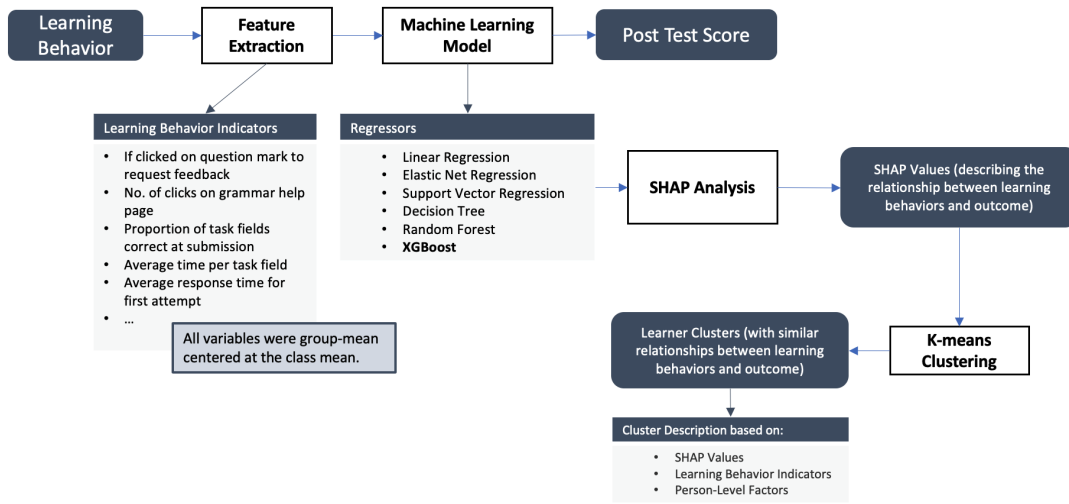 Learning
Behavior
Feature
Extraction
Machine Learning
Model
Post Test Score
Learning Behavior Indicators
• If clicked on question mark to
request feedback
• No. of clicks on grammar help
page
• Proportion of task fields
correct at submission
• Average time per task field
• Average response time for
first attempt
• ...
All variables were group-mean
centered at the class mean.
Regressors
• Linear Regression
• Elastic Net Regression
• Support Vector Regression
• Decision Tree
• Random Forest
• XGBoost
SHAP Analysis
SHAP Values (describing the
relationship between learning
behaviors and outcome)
K-means
Clustering
Learner Clusters (with similar
relationships between learning
behaviors and outcome)
Cluster Description based on:
• SHAP Values
• Learning Behavior Indicators
• Person-Level Factors